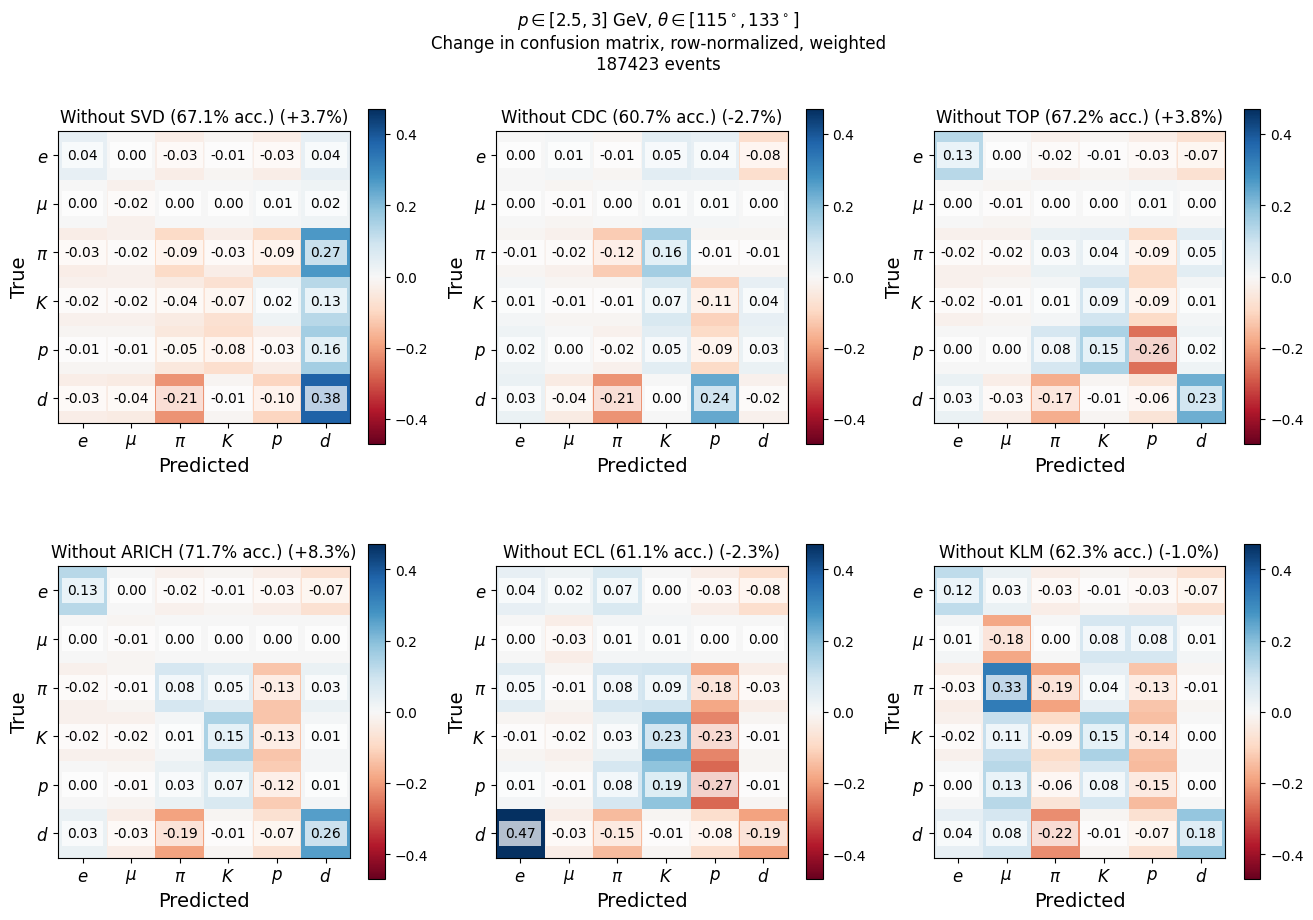 p ∈ [2.5, 3] GeV, θ ∈ [115°, 133°]
Change in confusion matrix, row-normalized, weighted
187423 events
Without SVD (67.1% acc.) (+3.7%)
True
e 0.04 0.00 -0.03 -0.01 -0.03 0.04
μ 0.00 -0.02 0.00 0.00 0.01 0.02
π -0.03 -0.02 -0.09 -0.03 -0.09 0.27
K -0.02 -0.02 -0.04 -0.07 0.02 0.13
p -0.01 -0.01 -0.05 -0.08 -0.03 0.16
d -0.03 -0.04 -0.21 -0.01 -0.10 0.38
e μ π K p d
Predicted
0.4
0.2
0.0
−0.2
−0.4
Without CDC (60.7% acc.) (-2.7%)
True
e 0.00 0.01 -0.01 0.05 0.04 -0.08
μ 0.00 -0.01 0.00 0.01 0.01 0.00
π -0.01 -0.02 -0.12 0.16 -0.01 -0.01
K 0.01 -0.01 -0.01 0.07 -0.11 0.04
p 0.02 0.00 -0.02 0.05 -0.09 0.03
d 0.03 -0.04 -0.21 0.00 0.24 -0.02
e μ π K p d
Predicted
0.4
0.2
0.0
−0.2
−0.4
Without TOP (67.2% acc.) (+3.8%)
True
e 0.13 0.00 -0.02 -0.01 -0.03 -0.07
μ 0.00 -0.01 0.00 0.00 0.01 0.00
π -0.02 -0.02 0.03 0.04 -0.09 0.05
K -0.02 -0.01 0.01 0.09 -0.09 0.01
p 0.00 0.00 0.08 0.15 -0.26 0.02
d 0.03 -0.03 -0.17 -0.01 -0.06 0.23
e μ π K p d
Predicted
0.4
0.2
0.0
−0.2
−0.4
Without ARICH (71.7% acc.) (+8.3%)
True
e 0.13 0.00 -0.02 -0.01 -0.03 -0.07
μ 0.00 -0.01 0.00 0.00 0.00 0.00
π -0.02 -0.01 0.08 0.05 -0.13 0.03
K -0.02 -0.02 0.01 0.15 -0.13 0.01
p 0.00 -0.01 0.03 0.07 -0.12 0.01
d 0.03 -0.03 -0.19 -0.01 -0.07 0.26
e μ π K p d
Predicted
0.4
0.2
0.0
−0.2
−0.4
Without ECL (61.1% acc.) (-2.3%)
True
e 0.04 0.02 0.07 0.00 -0.03 -0.08
μ 0.00 -0.03 0.01 0.01 0.00 0.00
π 0.05 -0.01 0.08 0.09 -0.18 -0.03
K -0.01 -0.01 0.03 0.23 -0.23 -0.01
p 0.01 -0.01 0.08 0.19 -0.27 -0.01
d 0.47 -0.03 -0.15 -0.01 -0.08 -0.19
e μ π K p d
Predicted
0.4
0.2
0.0
−0.2
−0.4
Without KLM (62.3% acc.) (-1.0%)
True
e 0.12 0.03 -0.03 -0.01 -0.03 -0.07
μ 0.01 -0.18 0.00 0.08 0.08 0.01
π -0.03 0.33 -0.19 0.04 -0.13 -0.01
K -0.02 0.11 -0.09 0.15 -0.14 0.00
p 0.00 0.13 -0.06 0.08 -0.15 0.00
d 0.04 0.08 -0.22 -0.01 -0.07 0.18
e μ π K p d
Predicted
0.4
0.2
0.0
−0.2
−0.4